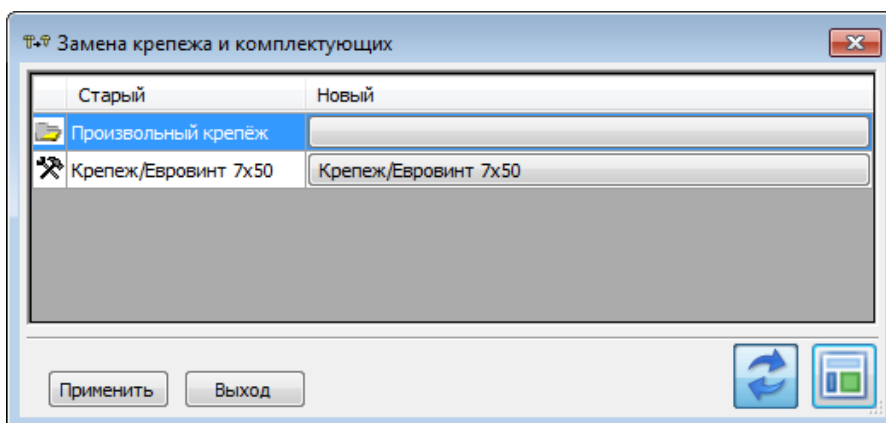 Замена крепежа и комплектующих
Старый Новый
Произвольный крепёж
Крепеж/Евровинт 7х50 Крепеж/Евровинт 7х50
Применить Выход